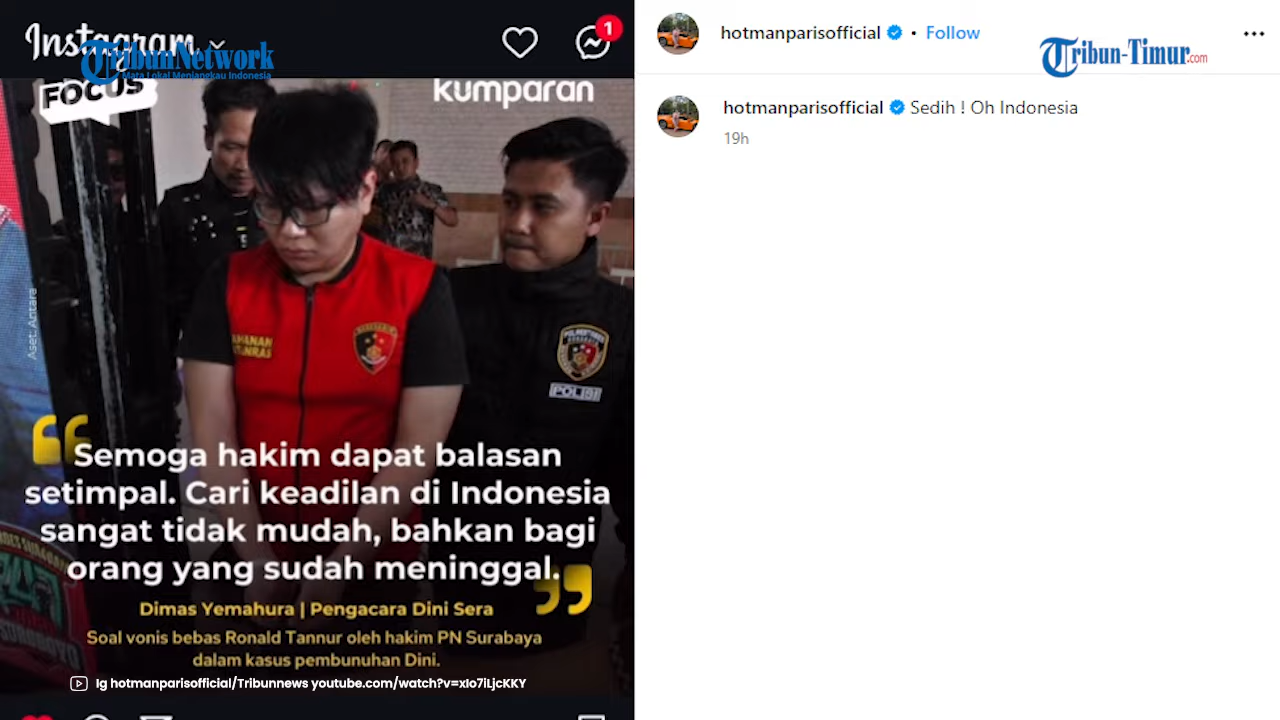 Instagram
TribunNetwork
Mata Lokal Menjangkau Indonesia
1
FOCUS
kumparan
Aset: Antara
AHANAN
POLISI
Semoga hakim dapat balasan
setimpal. Cari keadilan di Indonesia
sangat tidak mudah, bahkan bagi
orang yang sudah meninggal.
Dimas Yemahura | Pengacara Dini Sera
Soal vonis bebas Ronald Tannur oleh hakim PN Surabaya
dalam kasus pembunuhan Dini.
Ig hotmanparisofficial/Tribunnews youtube.com/watch?v=xIo7iLjcKKY
hotmanparisofficial • Follow
Tribun-Timur.com
hotmanparisofficial Sedih ! Oh Indonesia
19h